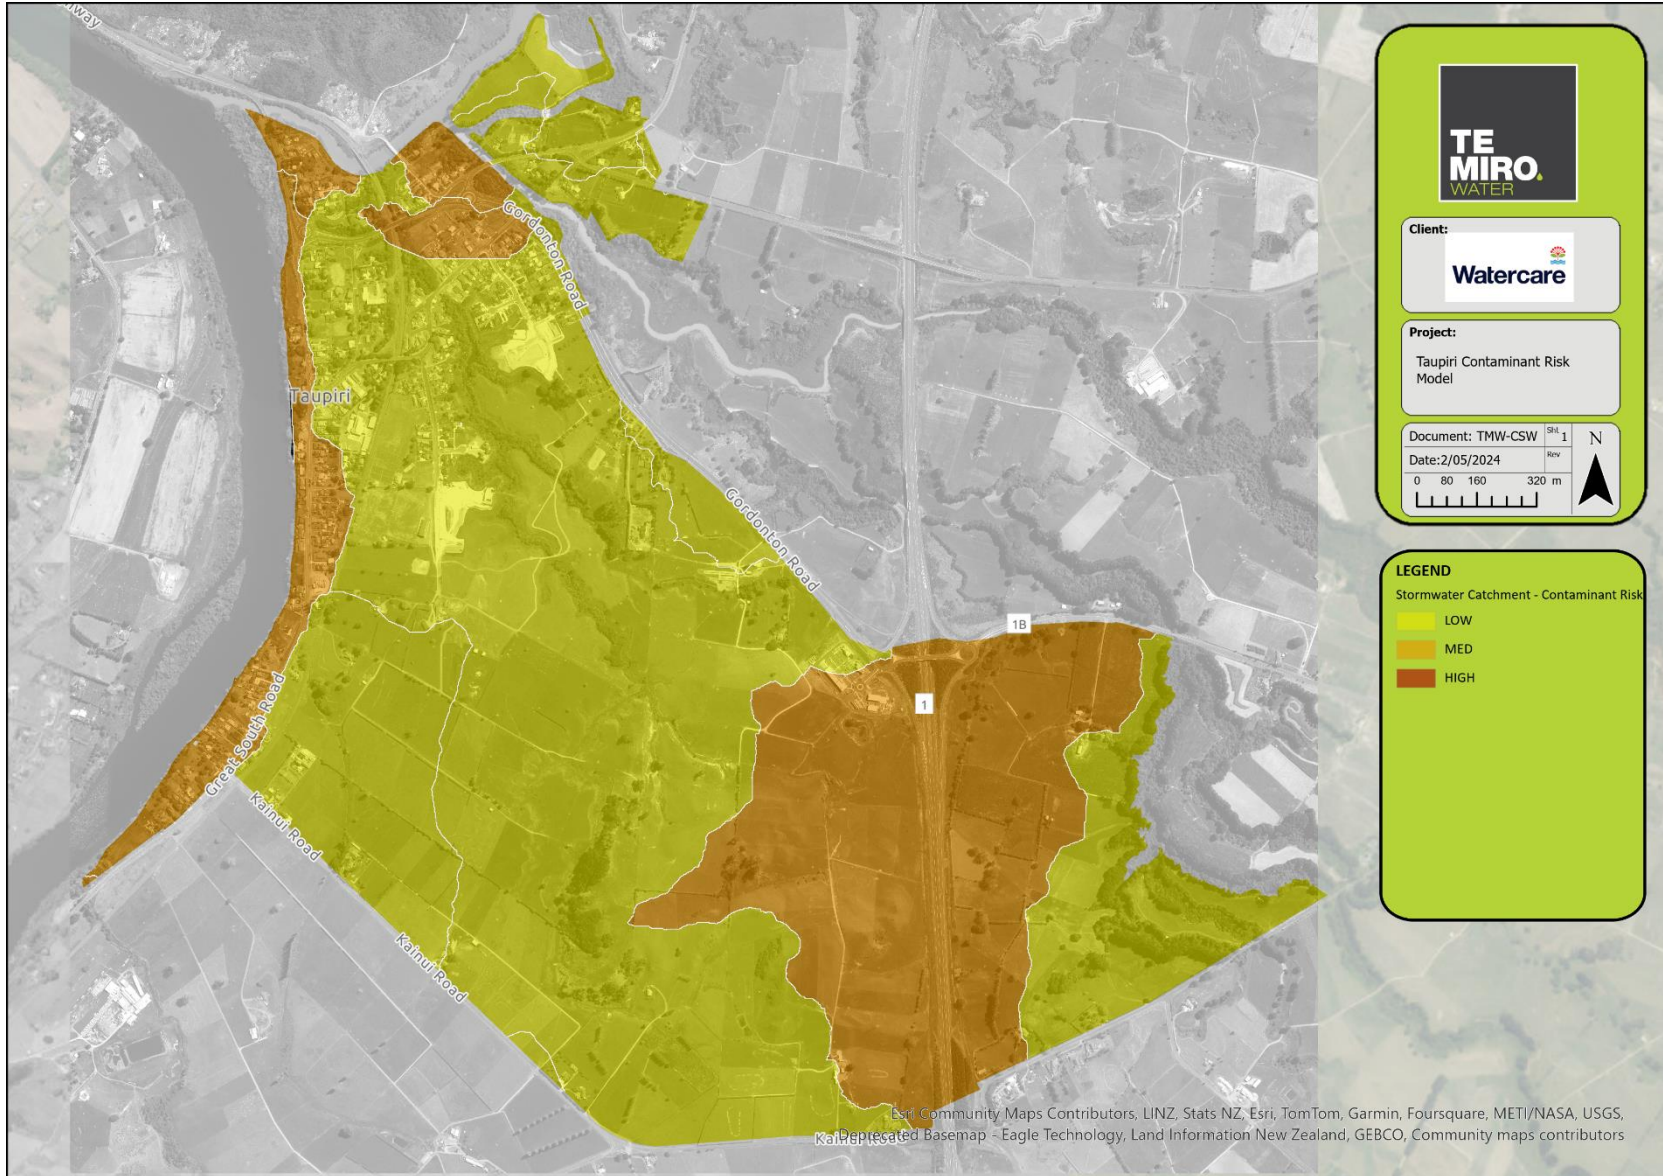 way
Gordonton Road
Taupiri
Gordonton Road
1B
1
Great South Road
Kainui Road
Kainui Road
Esri Community Maps Contributors, LINZ, Stats NZ, Esri, TomTom, Garmin, Foursquare, METI/NASA, USGS,
Deprecated Basemap - Eagle Technology, Land Information New Zealand, GEBCO, Community maps contributors
TE
MIRO.
WATER
Client:
Watercare
Project:
Taupiri Contaminant Risk
Model
Document: TMW-CSW
Sht 1
Date:2/05/2024
Rev
N
0 80 160 320 m
LEGEND
Stormwater Catchment - Contaminant Risk
LOW
MED
HIGH